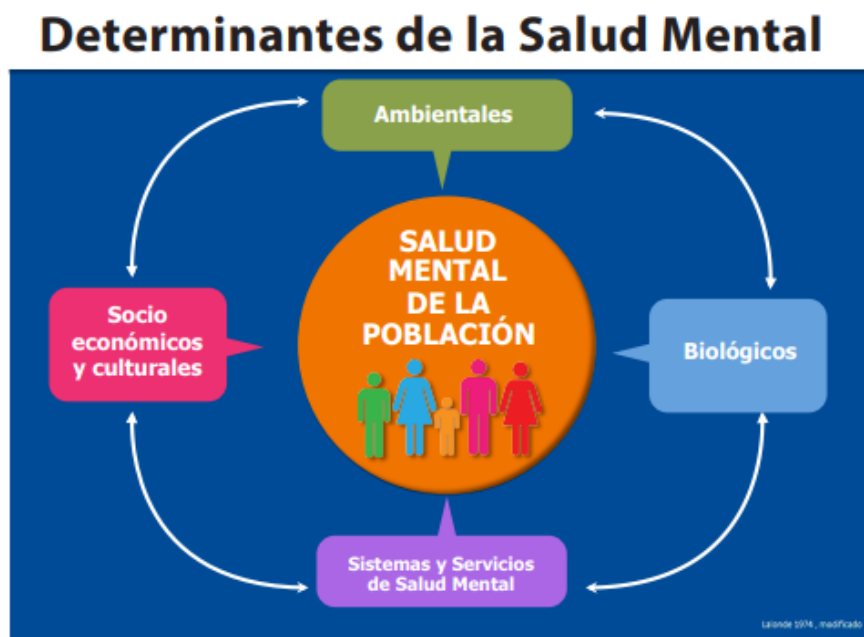 Determinantes de la Salud Mental
Ambientales
SALUD
MENTAL
DE LA
POBLACIÓN
Socio
económicos
y culturales
Biológicos
Sistemas y Servicios
de Salud Mental
Lalonde 1974 , modificado